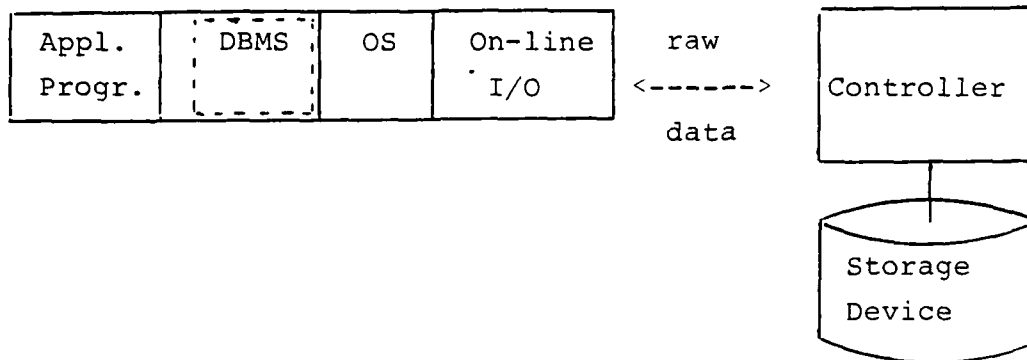 Appl.
Progr.
DBMS
OS
On-line
I/O
raw
<------>
data
Controller
Storage
Device